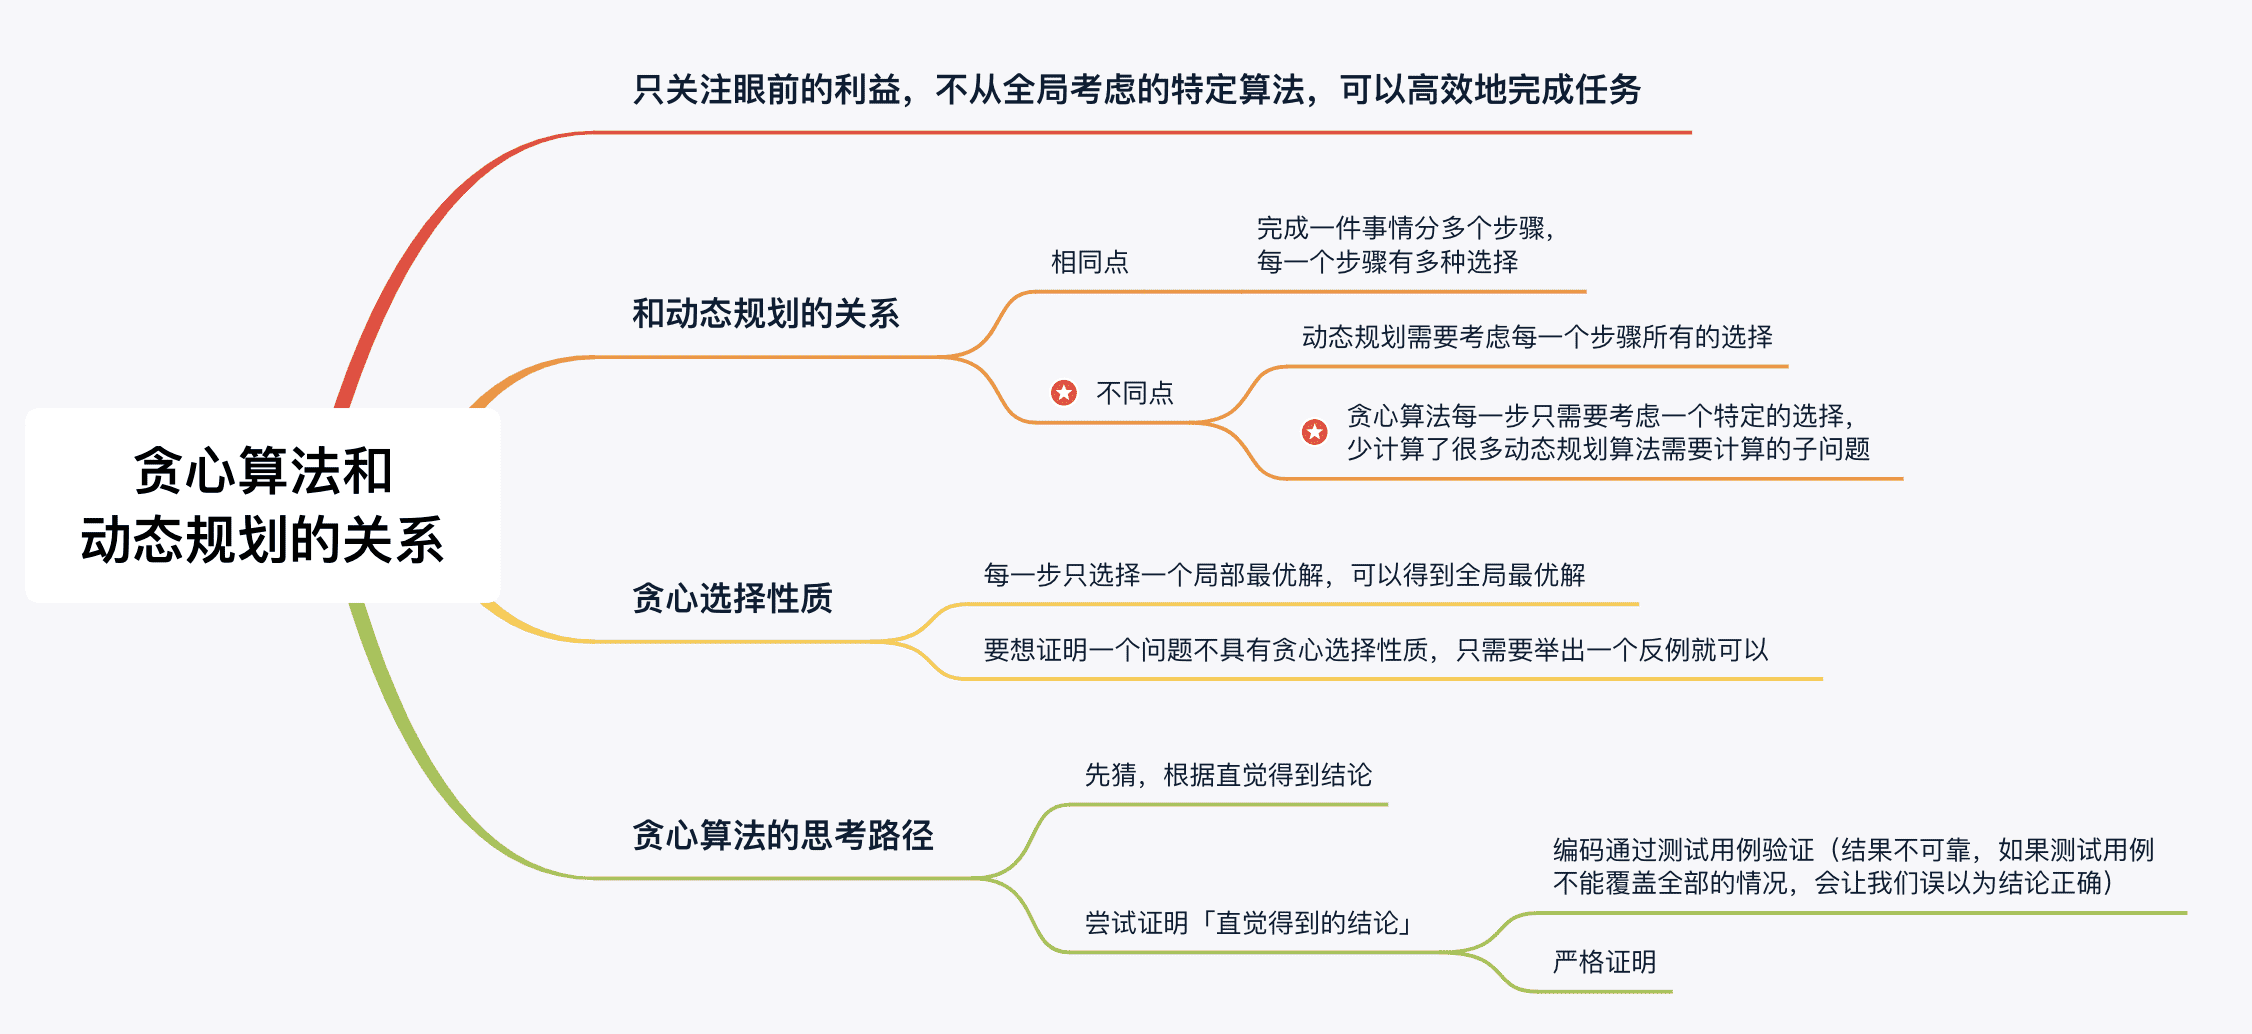 只关注眼前的利益，不从全局考虑的特定算法，可以高效地完成任务
完成一件事情分多个步骤，
每一个步骤有多种选择
相同点
和动态规划的关系
动态规划需要考虑每一个步骤所有的选择
不同点
贪心算法每一步只需要考虑一个特定的选择，
少计算了很多动态规划算法需要计算的子问题
贪心算法和
动态规划的关系
每一步只选择一个局部最优解，可以得到全局最优解
贪心选择性质
要想证明一个问题不具有贪心选择性质，只需要举出一个反例就可以
先猜，根据直觉得到结论
贪心算法的思考路径
编码通过测试用例验证（结果不可靠，如果测试用例
不能覆盖全部的情况，会让我们误以为结论正确）
尝试证明「直觉得到的结论」
严格证明